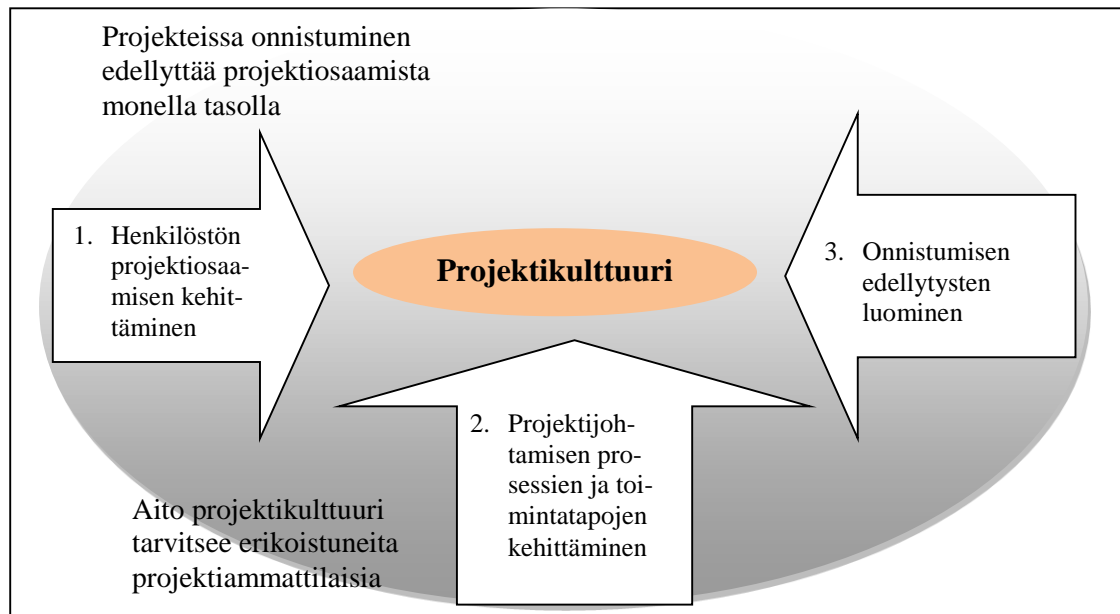 Projekteissa onnistuminen
edellyttää projektiosaamista
monella tasolla
1. Henkilöstön
projektiosaa-
misen kehit-
täminen
Projektikulttuuri
3. Onnistumisen
edellytysten
luominen
2. Projektijoh-
tamisen pro-
sessien ja toi-
mintatapojen
kehittäminen
Aito projektikulttuuri
tarvitsee erikoistuneita
projektiammattilaisia